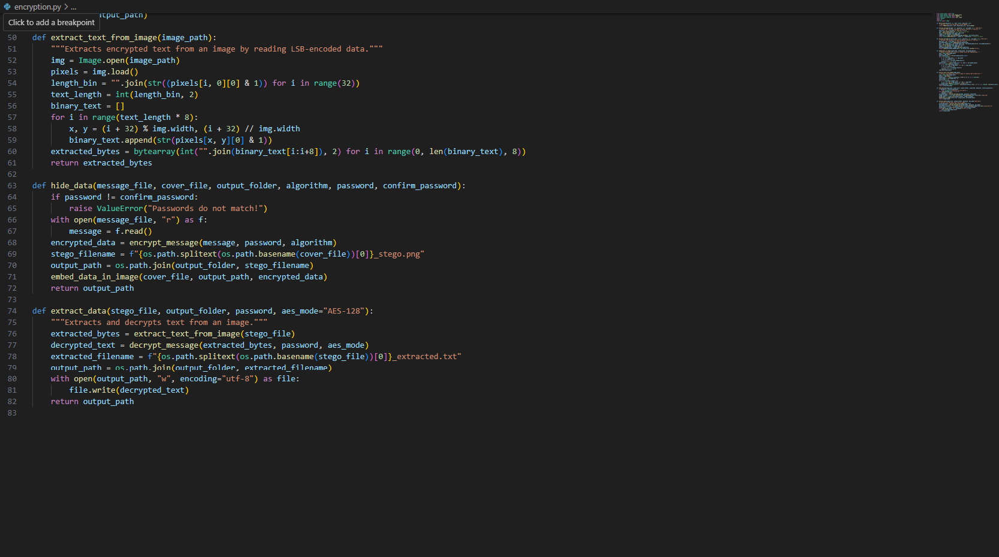 encryption.py > ...
output_path)
Click to add a breakpoint
50 def extract_text_from_image(image_path):
51 """Extracts encrypted text from an image by reading LSB-encoded data."""
52 img = Image.open(image_path)
53 pixels = img.load()
54 length_bin = "".join(str((pixels[i, 0][0] & 1)) for i in range(32))
55 text_length = int(length_bin, 2)
56 binary_text = []
57 for i in range(text_length * 8):
58 x, y = (i + 32) % img.width, (i + 32) // img.width
59 binary_text.append(str(pixels[x, y][0] & 1))
60 extracted_bytes = bytearray(int("".join(binary_text[i:i+8]), 2) for i in range(0, len(binary_text), 8))
61 return extracted_bytes
62
63 def hide_data(message_file, cover_file, output_folder, algorithm, password, confirm_password):
64 if password != confirm_password:
65 raise ValueError("Passwords do not match!")
66 with open(message_file, "r") as f:
67 message = f.read()
68 encrypted_data = encrypt_message(message, password, algorithm)
69 stego_filename = f"{os.path.splitext(os.path.basename(cover_file))[0]}_stego.png"
70 output_path = os.path.join(output_folder, stego_filename)
71 embed_data_in_image(cover_file, output_path, encrypted_data)
72 return output_path
73
74 def extract_data(stego_file, output_folder, password, aes_mode="AES-128"):
75 """Extracts and decrypts text from an image."""
76 extracted_bytes = extract_text_from_image(stego_file)
77 decrypted_text = decrypt_message(extracted_bytes, password, aes_mode)
78 extracted_filename = f"{os.path.splitext(os.path.basename(stego_file))[0]}_extracted.txt"
79 output_path = os.path.join(output_folder, extracted_filename)
80 with open(output_path, "w", encoding="utf-8") as file:
81 file.write(decrypted_text)
82 return output_path
83